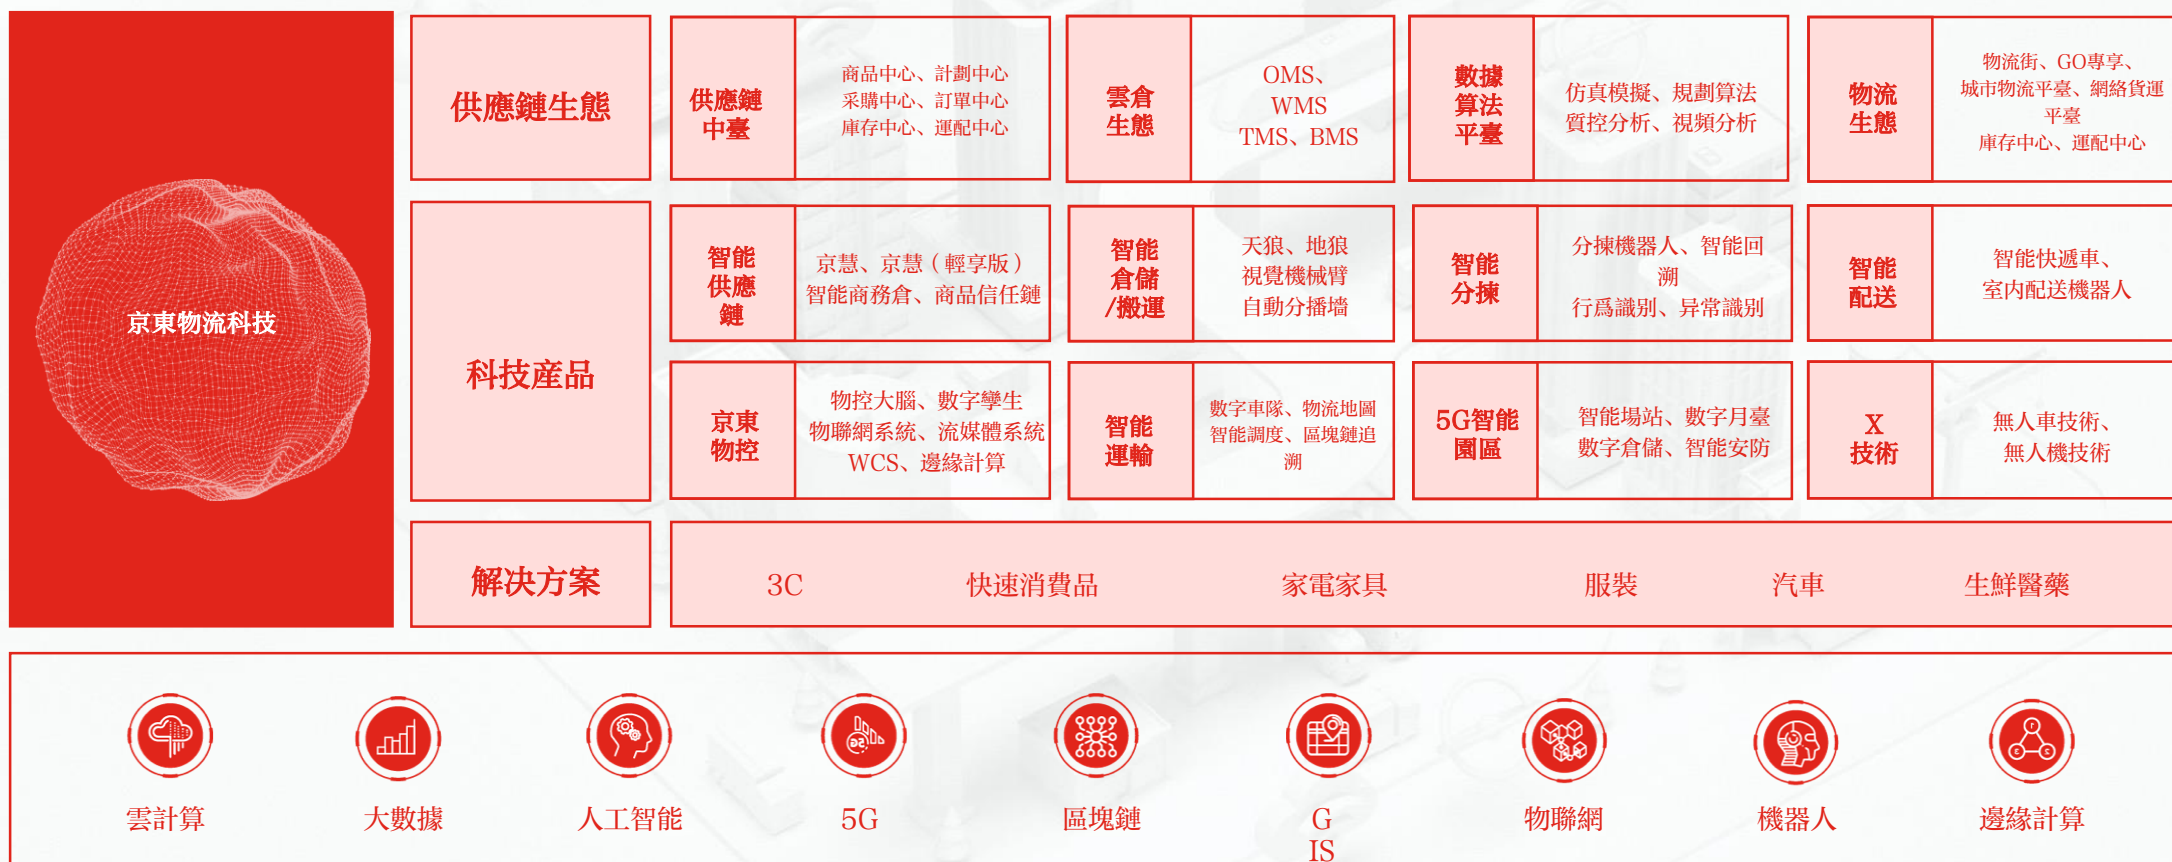 京東物流科技
供應鏈生態
供應鏈
中臺
商品中心、計劃中心
采購中心、訂單中心
庫存中心、運配中心
雲倉
生態
OMS、
WMS
TMS、BMS
數據
算法
平臺
仿真模擬、規劃算法
質控分析、視頻分析
物流
生態
物流街、GO專享、
城市物流平臺、網絡貨運
平臺
庫存中心、運配中心
科技産品
智能
供應
鏈
京慧、京慧（輕享版）
智能商務倉、商品信任鏈
智能
倉儲
/搬運
天狼、地狼
視覺機械臂
自動分播墻
智能
分揀
分揀機器人、智能回
溯
行爲識别、异常識别
智能
配送
智能快遞車、
室内配送機器人
京東
物控
物控大腦、數字孿生
物聯網系統、流媒體系統
WCS、邊緣計算
智能
運輸
數字車隊、物流地圖
智能調度、區塊鏈追
溯
5G智能
園區
智能場站、數字月臺
數字倉儲、智能安防
X
技術
無人車技術、
無人機技術
解决方案
3C 快速消費品 家電家具 服裝 汽車 生鮮醫藥
5G
1
2
3
雲計算 大數據 人工智能 5G 區塊鏈 G 物聯網 機器人 邊緣計算
IS